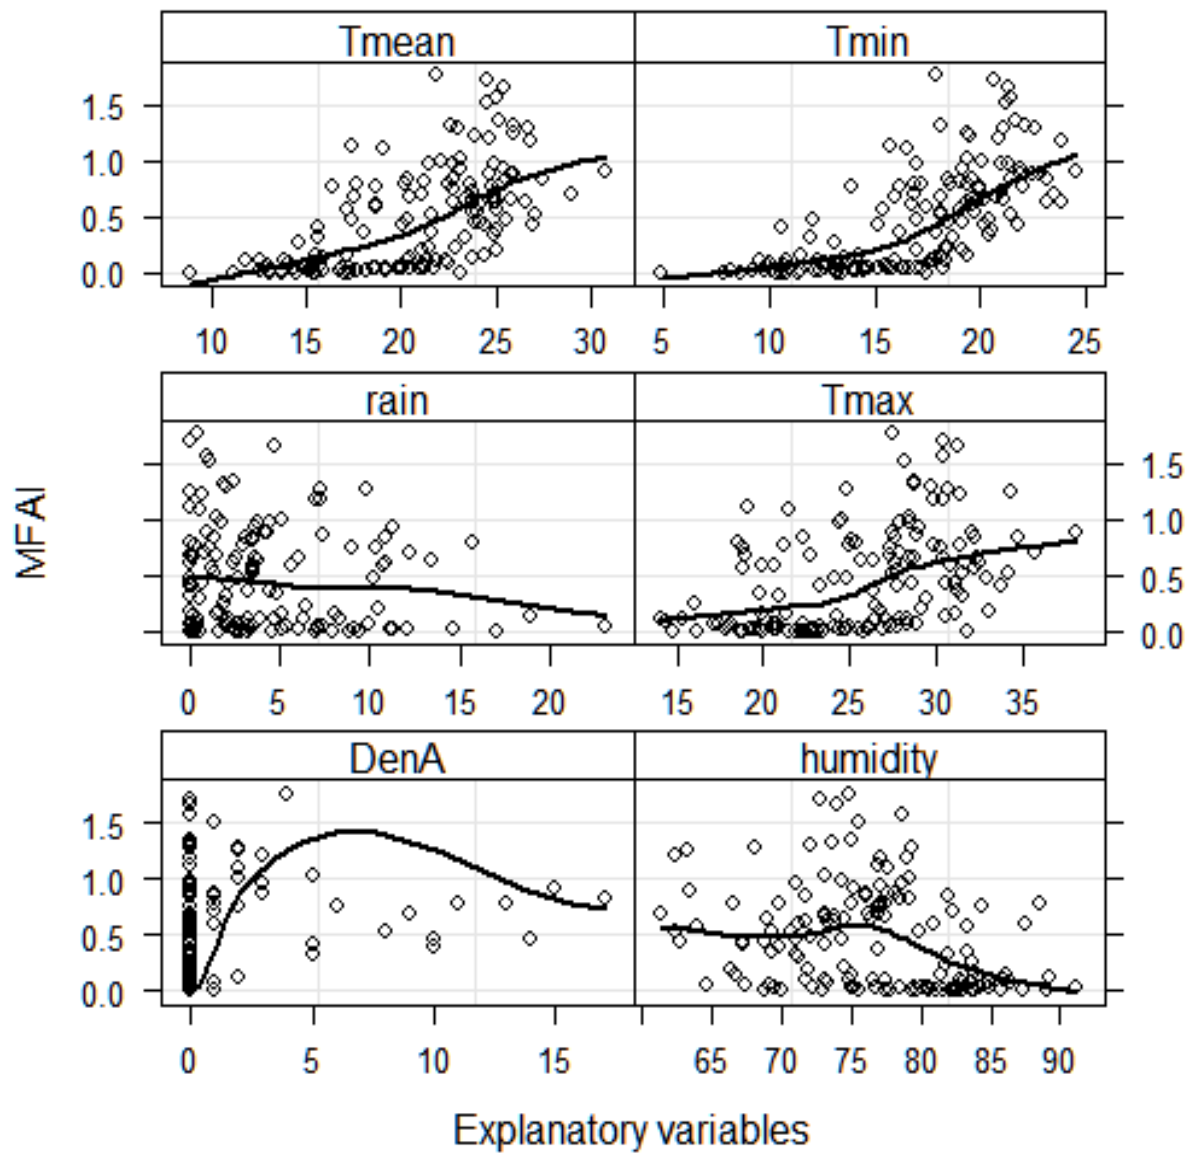 Tmean Tmin
1.5
1.0
0.5
0.0
10 15 20 25 30 5 10 15 20 25
rain Tmax
1.5
1.0
0.5
0.0
0 5 10 15 20 15 20 25 30 35
DenA humidity
1.5
1.0
0.5
0.0
0 5 10 15 65 70 75 80 85 90
MFAI
Explanatory variables